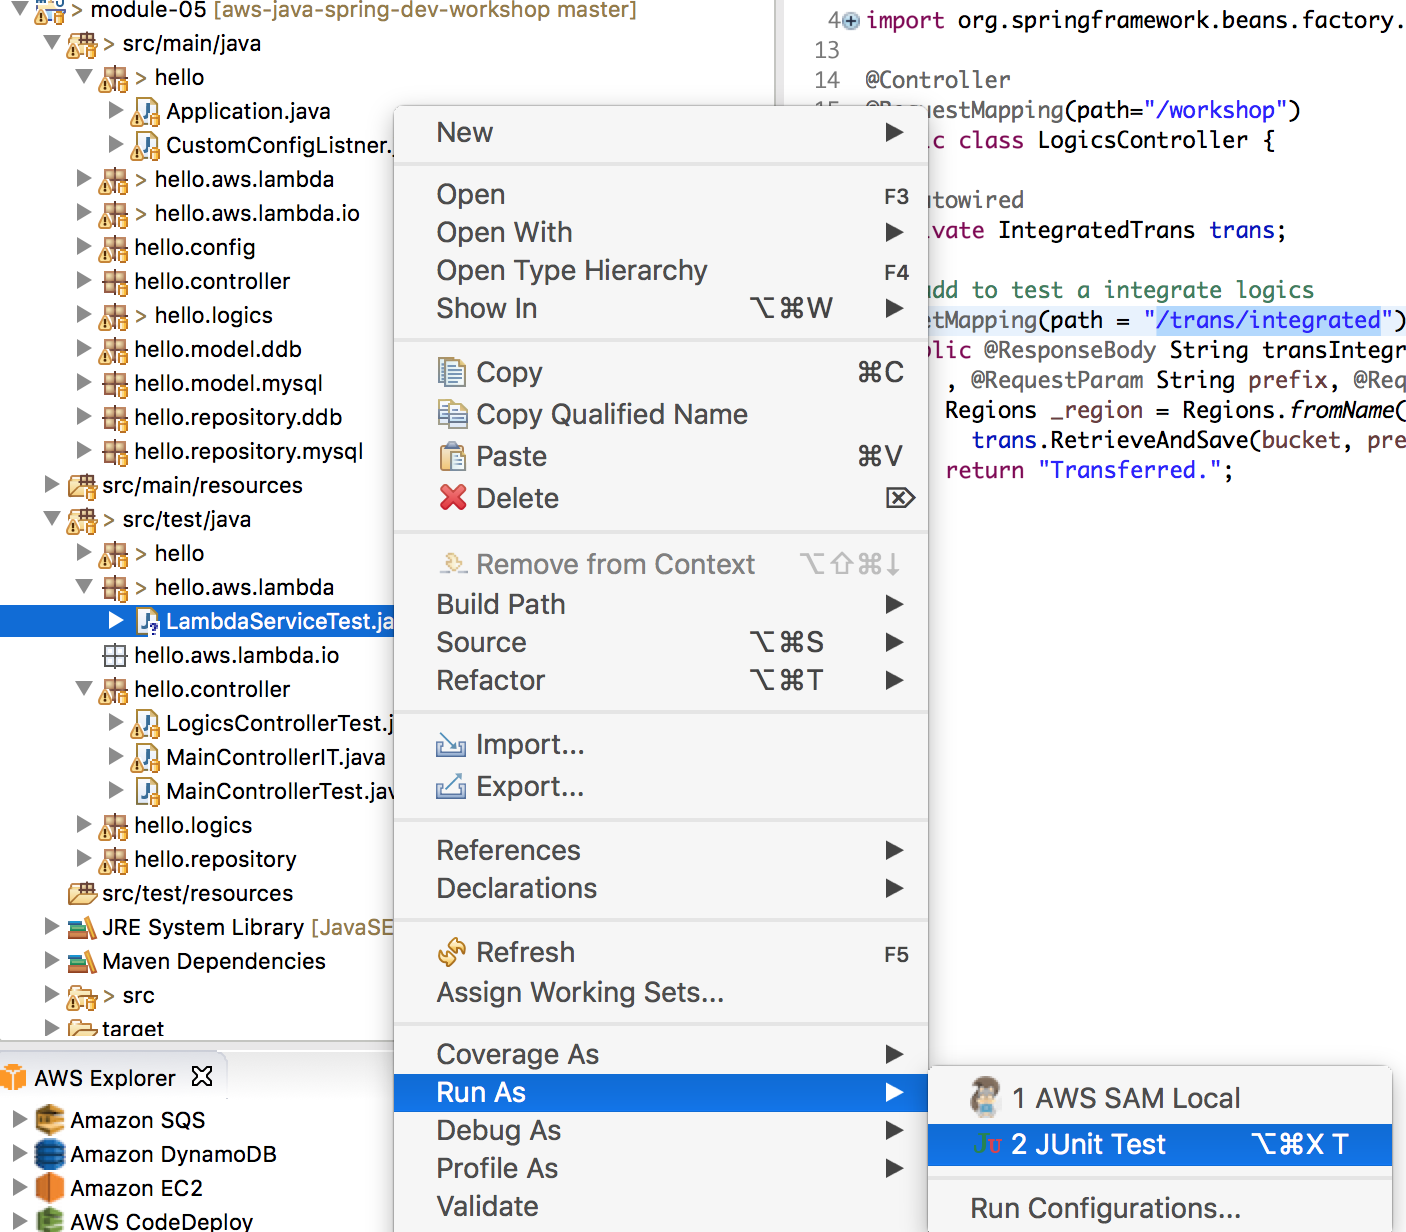 > module-05 [aws-java-spring-dev-workshop master]
> src/main/java
> hello
Application.java
CustomConfigListner.
> hello.aws.lambda
> hello.aws.lambda.io
hello.config
hello.controller
> hello.logics
hello.model.ddb
hello.model.mysql
hello.repository.ddb
hello.repository.mysql
src/main/resources
> src/test/java
> hello
> hello.aws.lambda
LambdaServiceTest.ja
hello.aws.lambda.io
hello.controller
LogicsControllerTest.j
MainControllerIT.java
MainControllerTest.jav
hello.logics
hello.repository
src/test/resources
JRE System Library [JavaSE
Maven Dependencies
> src
target
AWS Explorer
Amazon SQS
Amazon DynamoDB
Amazon EC2
AWS CodeDeploy
New
Open F3
Open With
Open Type Hierarchy F4
Show In ⌥⌘W
Copy ⌘C
Copy Qualified Name
Paste ⌘V
Delete ⌦
Remove from Context ⌥⇧⌘↓
Build Path
Source ⌥⌘S
Refactor ⌥⌘T
Import...
Export...
References
Declarations
Refresh F5
Assign Working Sets...
Coverage As
Run As
Debug As
Profile As
Validate
1 AWS SAM Local
JU 2 JUnit Test ⌥⌘X T
Run Configurations...
4 import org.springframework.beans.factory.
13
14 @Controller
estMapping(path="/workshop")
c class LogicsController {
towired
vate IntegratedTrans trans;
dd to test a integrate logics
tMapping(path = "/trans/integrated")
lic @ResponseBody String transIntegr
, @RequestParam String prefix, @Req
Regions _region = Regions.fromName(
trans.RetrieveAndSave(bucket, pre
return "Transferred.";